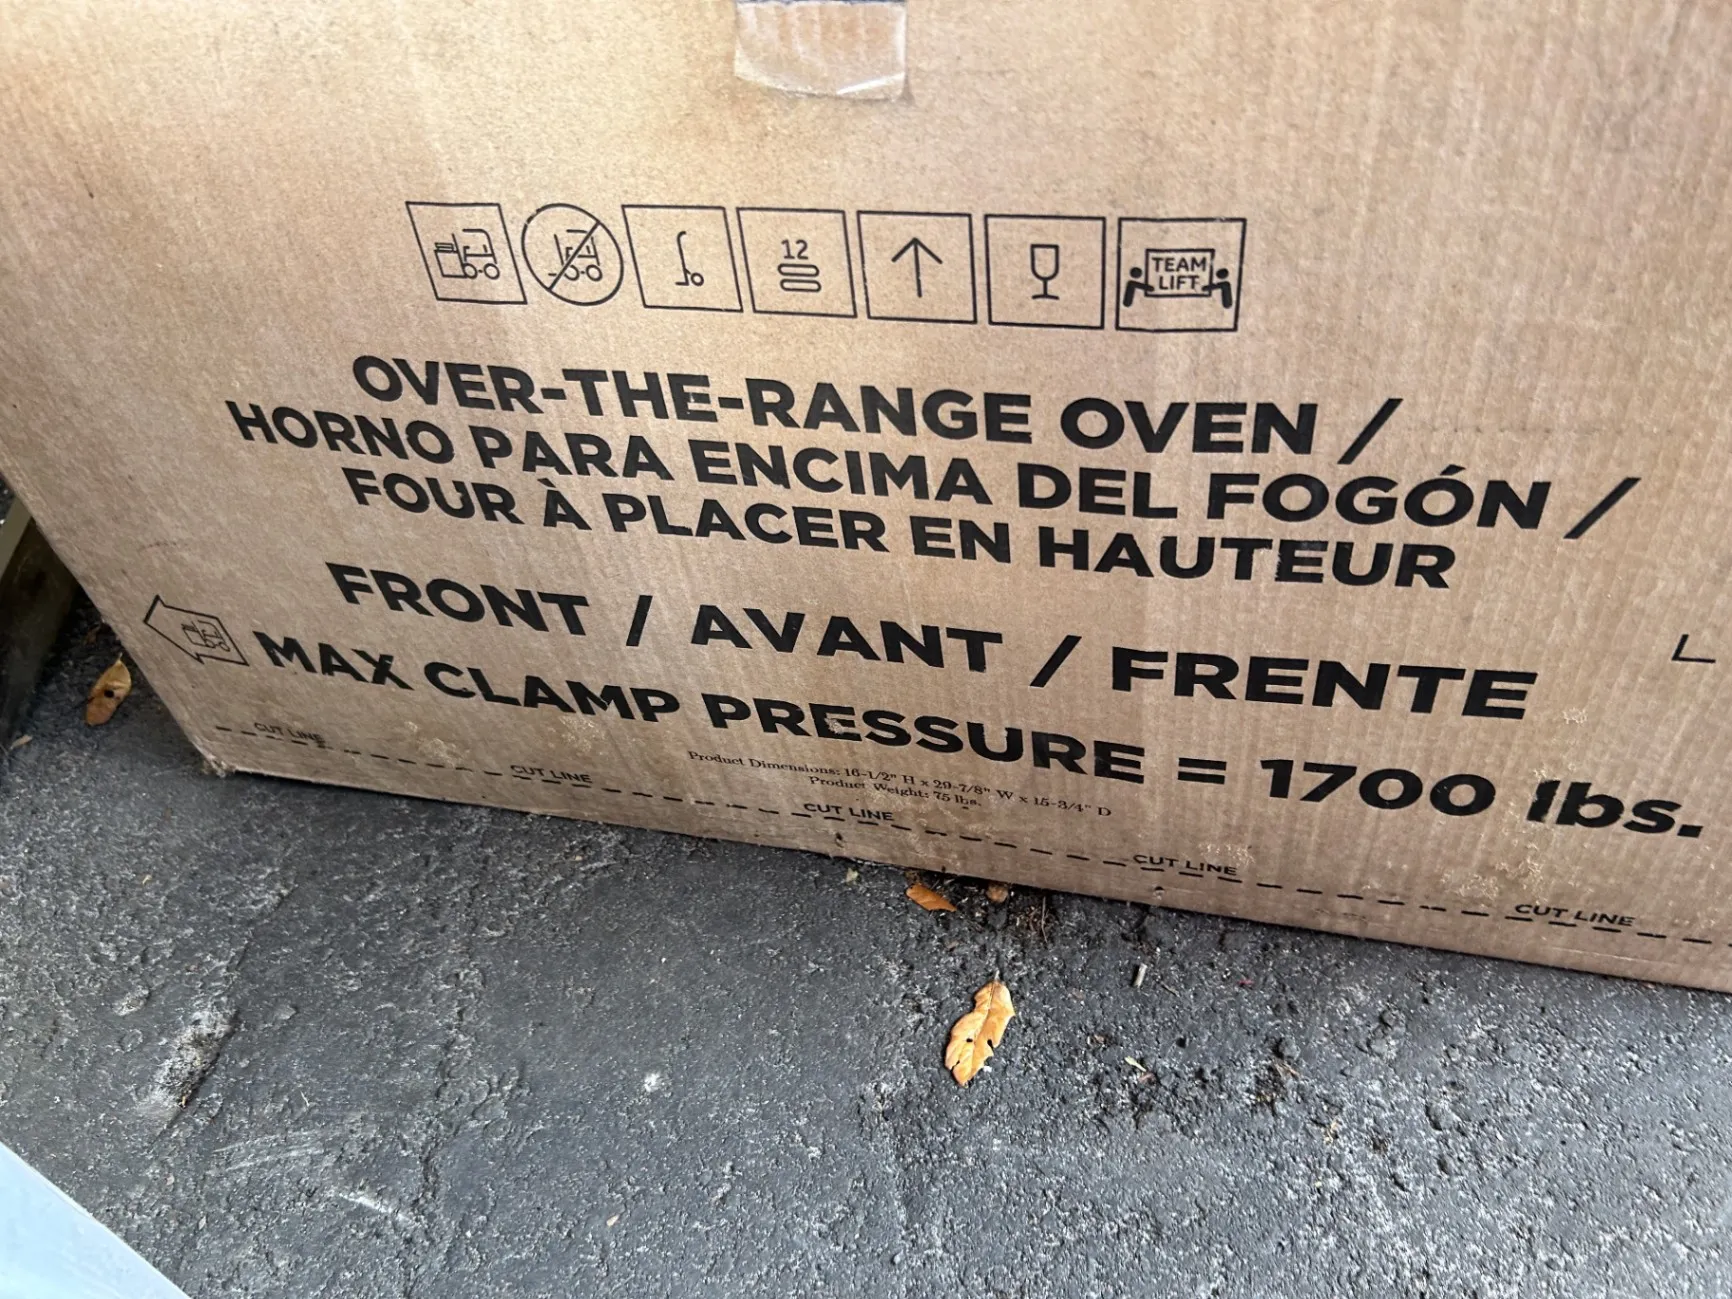 12
TEAM
LIFT
OVER-THE-RANGE OVEN /
HORNO PARA ENCIMA DEL FOGÓN /
FOUR À PLACER EN HAUTEUR
FRONT / AVANT / FRENTE
MAX CLAMP PRESSURE = 1700 lbs.
Product Dimensions: 16-1/2" H x 29-7/8" W x 15-3/4" D
Product Weight: 75 lbs.
CUT LINE
CUT LINE
CUT LINE
CUT LINE
CUT LINE